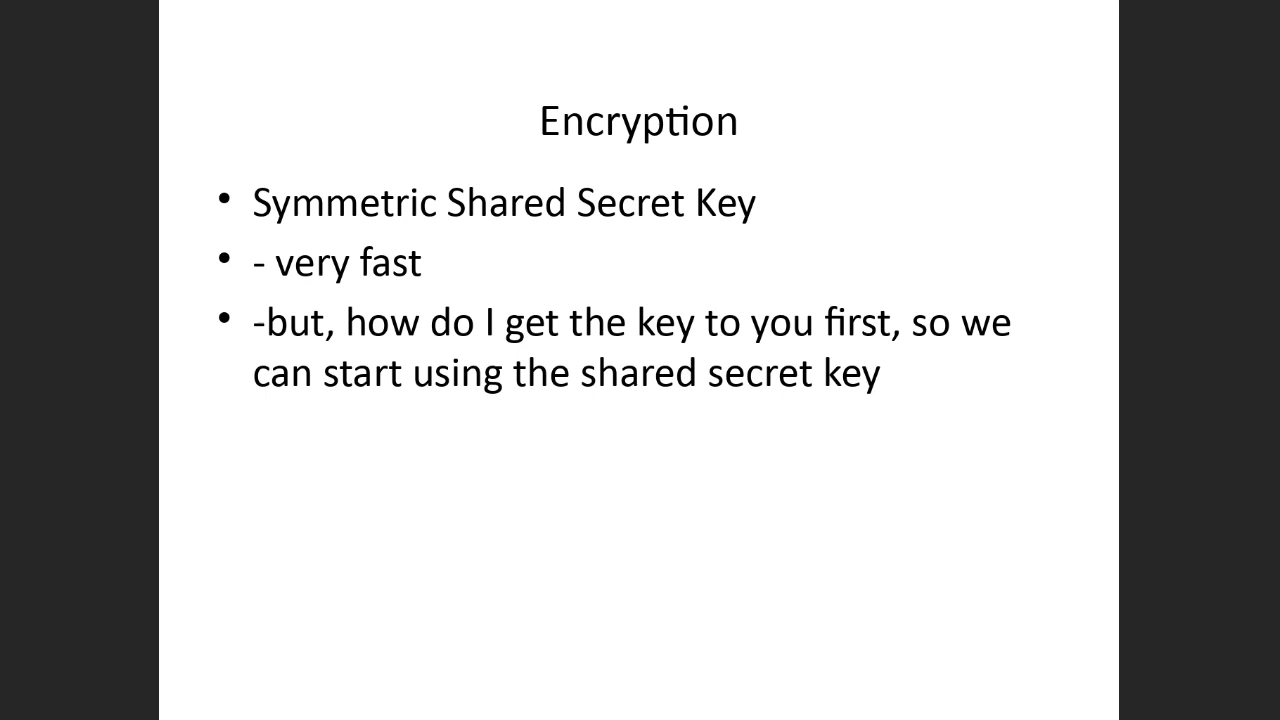 Encryption
• Symmetric Shared Secret Key
• - very fast
• -but, how do I get the key to you first, so we
can start using the shared secret key